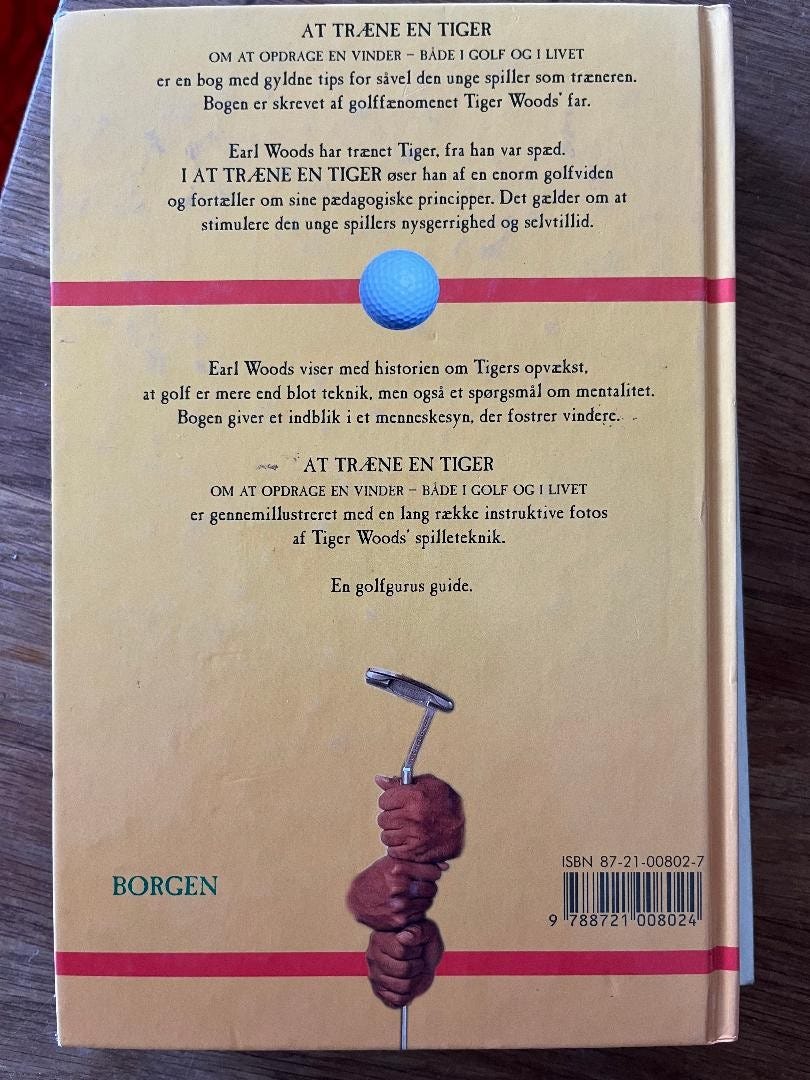 AT TRÆNE EN TIGER
OM AT OPDRAGE EN VINDER – BÅDE I GOLF OG I LIVET
er en bog med gyldne tips for såvel den unge spiller som træneren.
Bogen er skrevet af golffænomenet Tiger Woods' far.
Earl Woods har trænet Tiger, fra han var spæd.
I AT TRÆNE EN TIGER øser han af en enorm golfviden
og fortæller om sine pædagogiske principper. Det gælder om at
stimulere den unge spillers nysgerrighed og selvtillid.
Earl Woods viser med historien om Tigers opvækst,
at golf er mere end blot teknik, men også et spørgsmål om mentalitet.
Bogen giver et indblik i et menneskesyn, der fostrer vindere.
AT TRÆNE EN TIGER
OM AT OPDRAGE EN VINDER – BÅDE I GOLF OG I LIVET
er gennemillustreret med en lang række instruktive fotos
af Tiger Woods' spilleteknik.
En golfgurus guide.
BORGEN
ISBN 87-21-00802-7
9 788721 008024